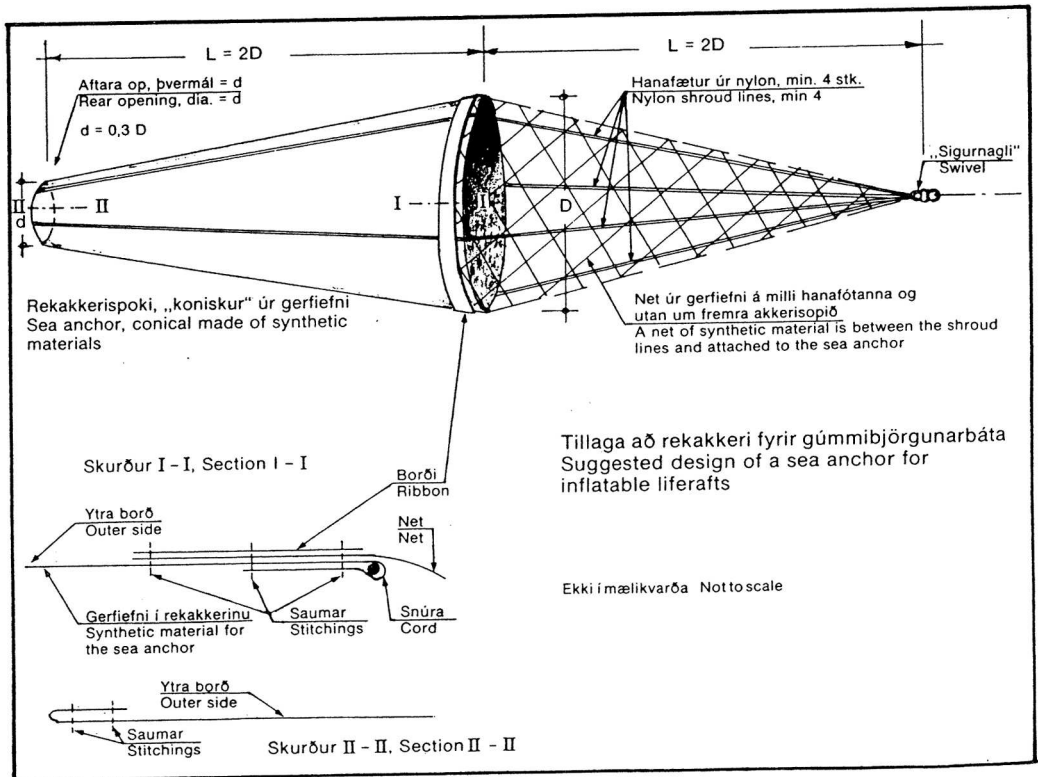 L = 2D
L = 2D
Aftara op, þvermál = d
Rear opening, dia. = d
d = 0,3 D
Hanafætur úr nylon, min. 4 stk.
Nylon shroud lines, min 4
„Sigurnagli"
Swivel
II
d
II
I
I
D
Rekakkerispoki, „koniskur" úr gerfiefni
Sea anchor, conical made of synthetic
materials
Net úr gerfiefni á milli hanafótanna og
utan um fremra akkerisopið
A net of synthetic material is between the shroud
lines and attached to the sea anchor
Tillaga að rekakkeri fyrir gúmmibjörgunarbáta
Suggested design of a sea anchor for
inflatable liferafts
Skurður I - I, Section I - I
Borði
Ribbon
Ytra borð
Outer side
Net
Net
Gerfiefni í rekakkerinu
Synthetic material for
the sea anchor
Saumar
Stitchings
Snúra
Cord
Ekki í mælikvarða Not to scale
Ytra borð
Outer side
Saumar
Stitchings
Skurður II - II, Section II - II